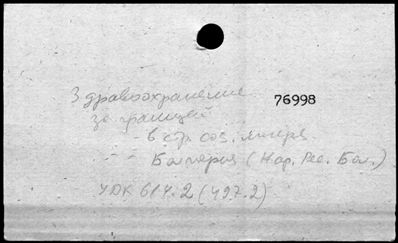 Здравоохранение
76998
за границей
- в стр. соц. лагеря
- - Болгария (Нар. Рес. Бол.)
УДК 614.2 (497.2)